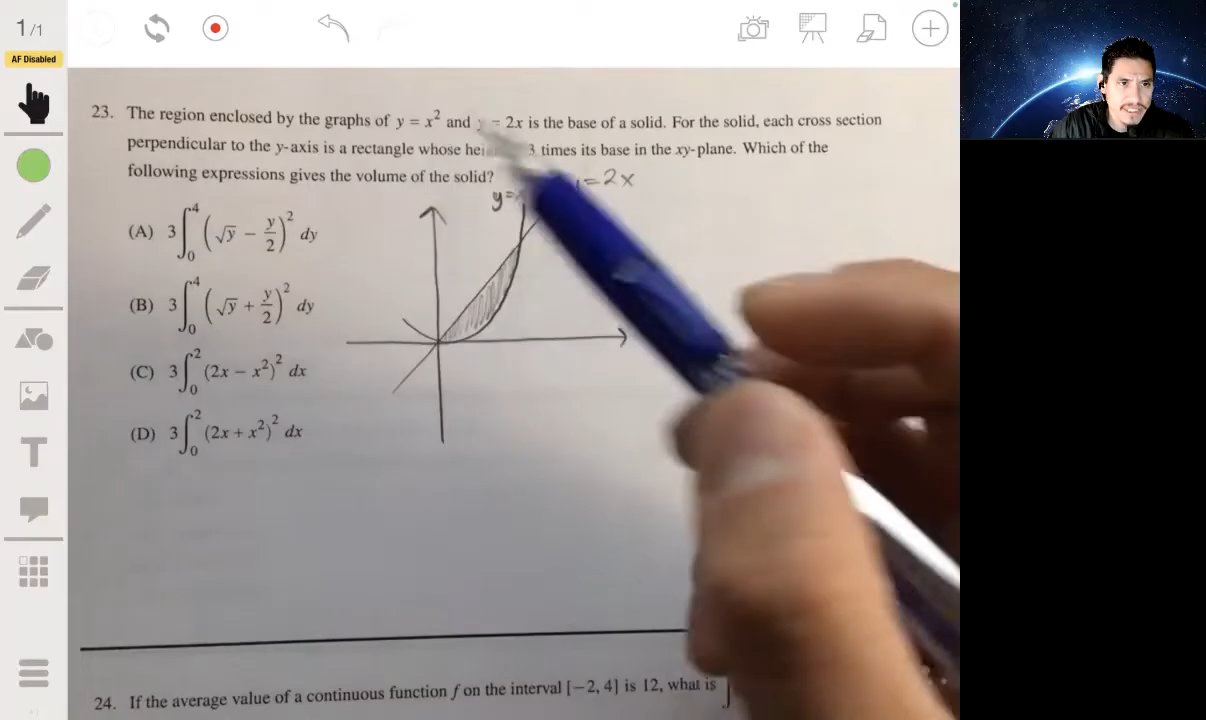 1/1
AF Disabled
23. The region enclosed by the graphs of y = x² and y = 2x is the base of a solid. For the solid, each cross section
perpendicular to the y-axis is a rectangle whose 3 times its base in the xy-plane. Which of the
following expressions gives the volume of the solid?
y=
=2x
(A) 3∫₀⁴ (√y − y/2)² dy
(B) 3∫₀⁴ (√y + y/2)² dy
(C) 3∫₀² (2x − x²)² dx
(D) 3∫₀² (2x + x²)² dx
T
24. If the average value of a continuous function f on the interval [−2, 4] is 12, what is